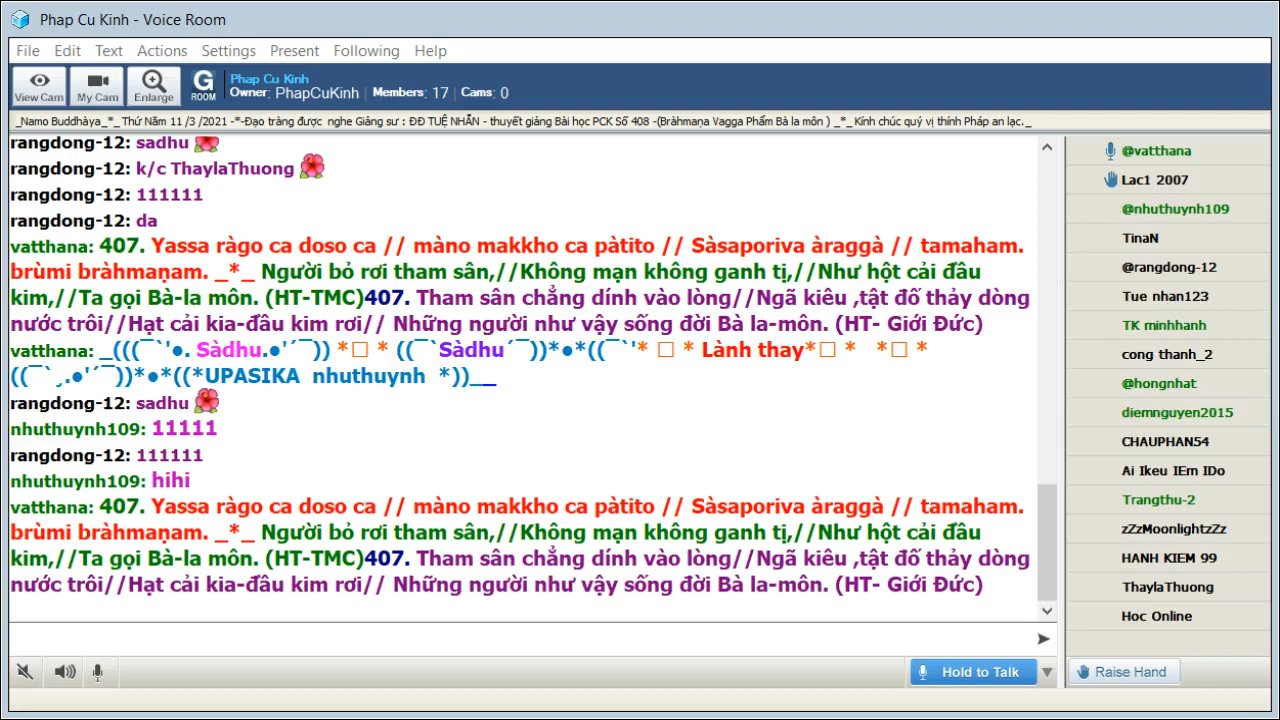 Phap Cu Kinh - Voice Room
File Edit Text Actions Settings Present Following Help
View Cam My Cam Enlarge G ROOM
Phap Cu Kinh
Owner: PhapCuKinh | Members: 17 | Cams: 0
_Namo Buddhàya_*_Thứ Năm 11 /3 /2021 -*-Đạo tràng được nghe Giảng sư : ĐĐ TUỆ NHẪN - thuyết giảng Bài học PCK Số 408 -(Bràhmaṇa Vagga Phẩm Bà la môn ) _*_ Kính chúc quý vị thính Pháp an lạc._
rangdong-12: sadhu
rangdong-12: k/c ThaylaThuong
rangdong-12: 111111
rangdong-12: da
vatthana: 407. Yassa ràgo ca doso ca // màno makkho ca pàtito // Sàsaporiva àraggà // tamaham.
brùmi bràhmaṇam. _*_ Người bỏ rơi tham sân,//Không mạn không ganh tị,//Như hột cải đầu
kim,//Ta gọi Bà-la môn. (HT-TMC)407. Tham sân chẳng dính vào lòng//Ngã kiêu ,tật đố thảy dòng
nước trôi//Hạt cải kia-đầu kim rơi// Những người như vậy sống đời Bà la-môn. (HT- Giới Đức)
vatthana: _(((¯`'●. Sàdhu.●'´¯)) *□ * ((¯`Sàdhu´¯))*●*((¯`'* □ * Lành thay*□ * *□ *
((¯`¸.●'´¯))*●*((*UPASIKA nhuthuynh *))__
rangdong-12: sadhu
nhuthuynh109: 11111
rangdong-12: 111111
nhuthuynh109: hihi
vatthana: 407. Yassa ràgo ca doso ca // màno makkho ca pàtito // Sàsaporiva àraggà // tamaham.
brùmi bràhmaṇam. _*_ Người bỏ rơi tham sân,//Không mạn không ganh tị,//Như hột cải đầu
kim,//Ta gọi Bà-la môn. (HT-TMC)407. Tham sân chẳng dính vào lòng//Ngã kiêu ,tật đố thảy dòng
nước trôi//Hạt cải kia-đầu kim rơi// Những người như vậy sống đời Bà la-môn. (HT- Giới Đức)
Hold to Talk
@vatthana
Lac1 2007
@nhuthuynh109
TinaN
@rangdong-12
Tue nhan123
TK minhhanh
cong thanh_2
@hongnhat
diemnguyen2015
CHAUPHAN54
Ai Ikeu IEm IDo
Trangthu-2
zZzMoonlightzZz
HANH KIEM 99
ThaylaThuong
Hoc Online
Raise Hand